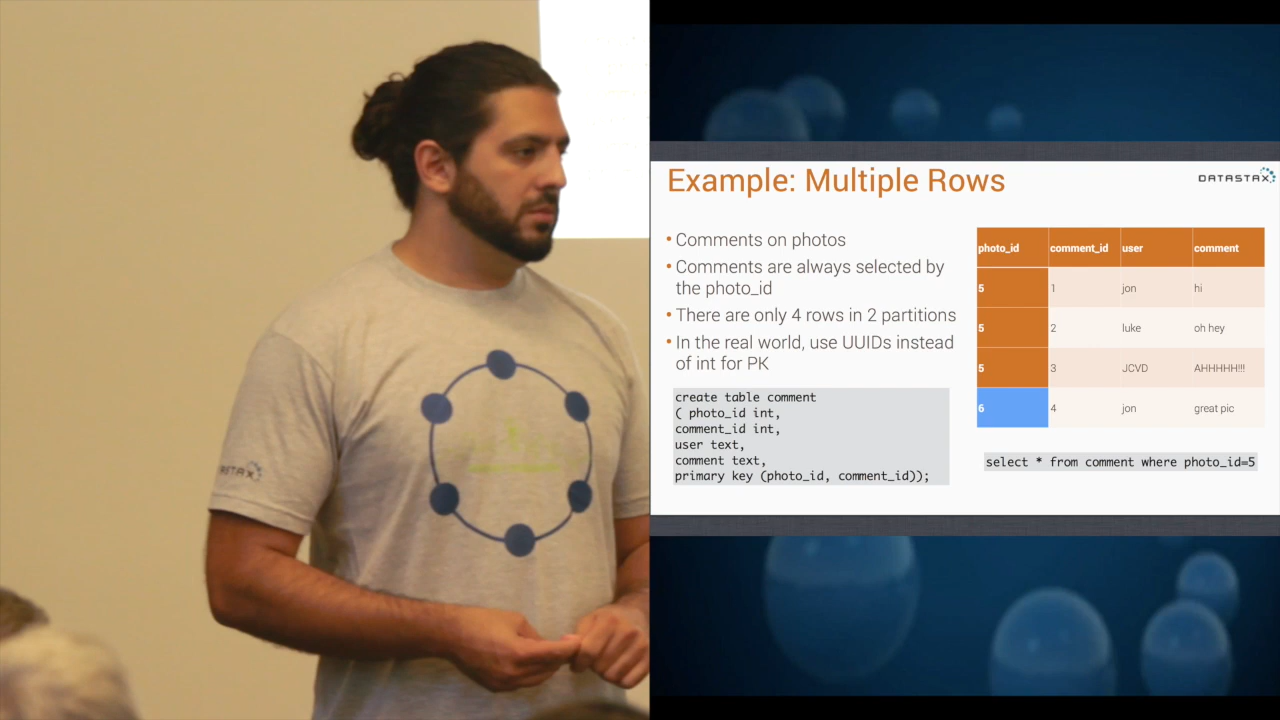 Example: Multiple Rows
DATASTAX
• Comments on photos
• Comments are always selected by
the photo_id
• There are only 4 rows in 2 partitions
• In the real world, use UUIDs instead
of int for PK
create table comment
( photo_id int,
comment_id int,
user text,
comment text,
primary key (photo_id, comment_id));
photo_id comment_id user comment
5 1 jon hi
5 2 luke oh hey
5 3 JCVD AHHHHH!!!
6 4 jon great pic
select * from comment where photo_id=5